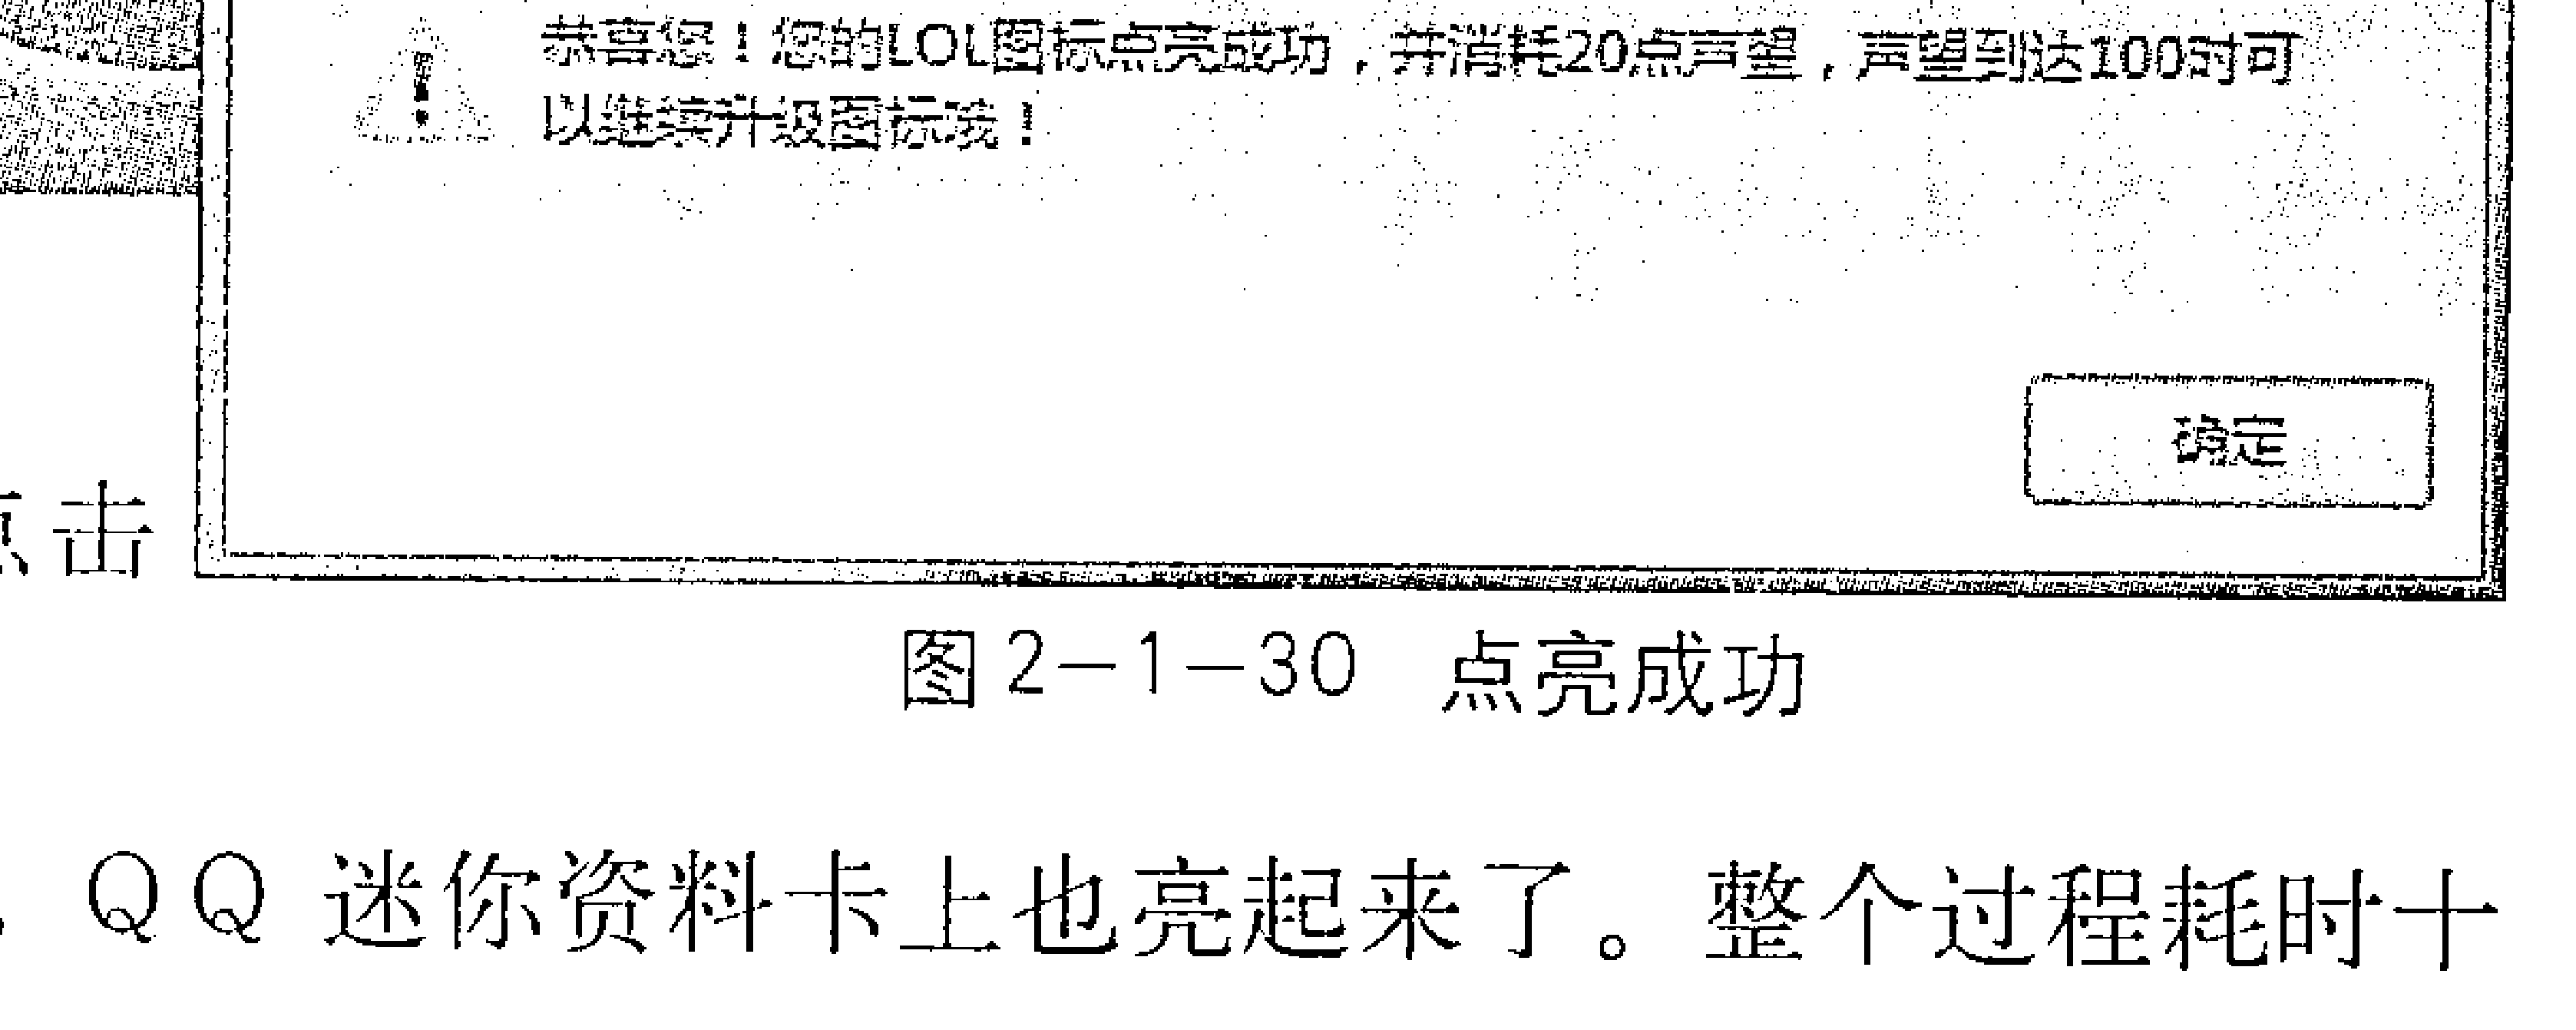 恭喜您！您的LOL图标点亮成功，并消耗20点声望，声望到达100时可
以继续升级图标哦！
确定
点击
图2-1-30 点亮成功
，QQ 迷你资料卡上也亮起来了。整个过程耗时十